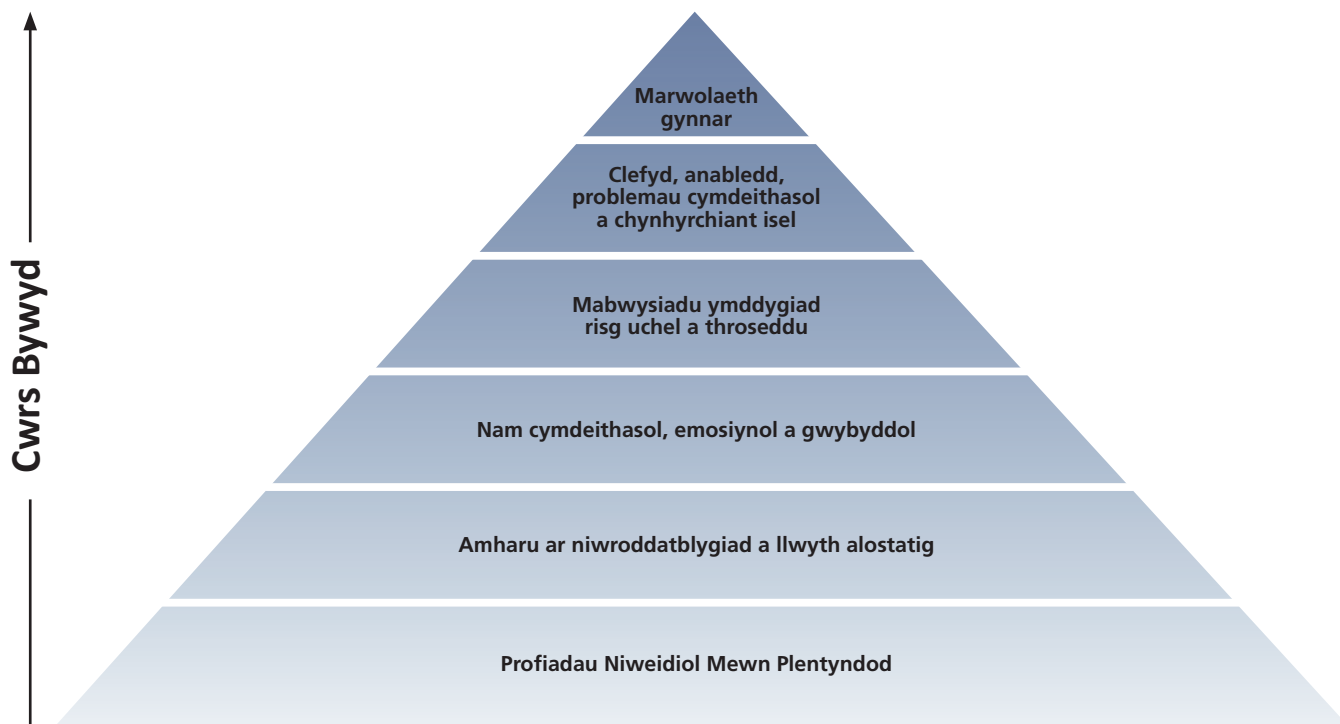 Cwrs Bywyd
Marwolaeth
gynnar
Clefyd, anabledd,
problemau cymdeithasol
a chynhyrchiant isel
Mabwysiadu ymddygiad
risg uchel a throseddu
Nam cymdeithasol, emosiynol a gwybyddol
Amharu ar niwroddatblygiad a llwyth alostatig
Profiadau Niweidiol Mewn Plentyndod